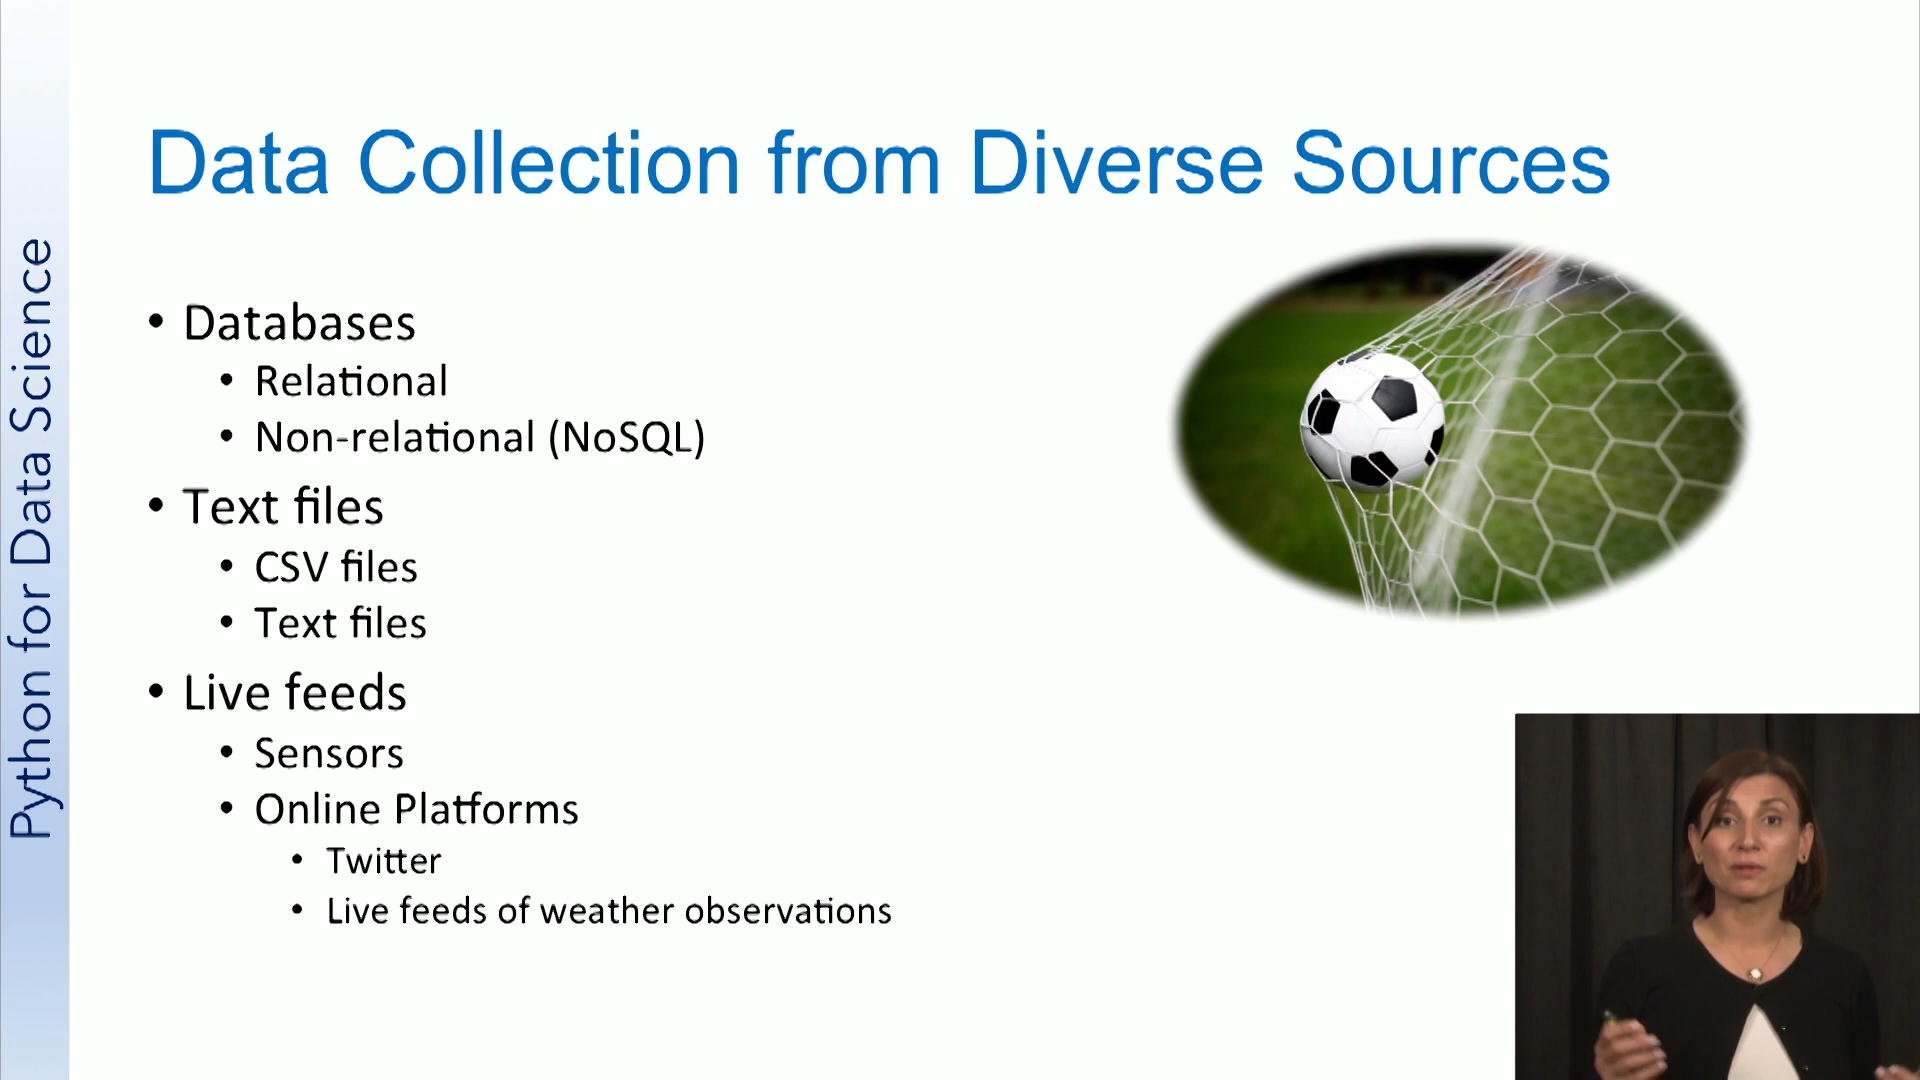 Python for Data Science
Data Collection from Diverse Sources
• Databases
• Relational
• Non-relational (NoSQL)
• Text files
• CSV files
• Text files
• Live feeds
• Sensors
• Online Platforms
• Twitter
• Live feeds of weather observations